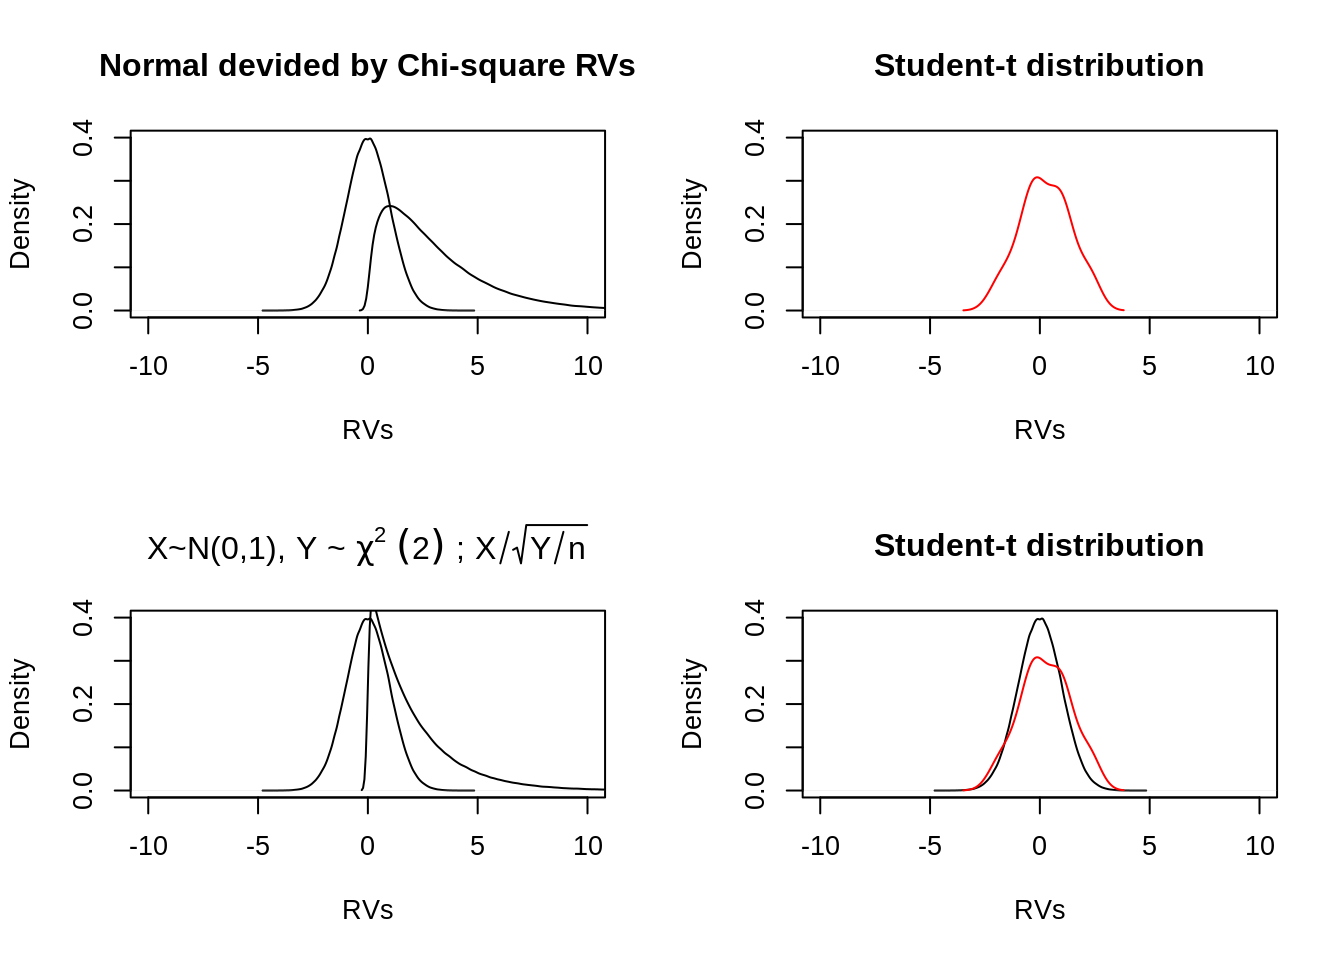 Normal devided by Chi-square RVs
Density
0.0 0.2 0.4
-10 -5 0 5 10
RVs
Student-t distribution
Density
0.0 0.2 0.4
-10 -5 0 5 10
RVs
X~N(0,1), Y ~ χ² (2) ; X/√Y/n
Density
0.0 0.2 0.4
-10 -5 0 5 10
RVs
Student-t distribution
Density
0.0 0.2 0.4
-10 -5 0 5 10
RVs